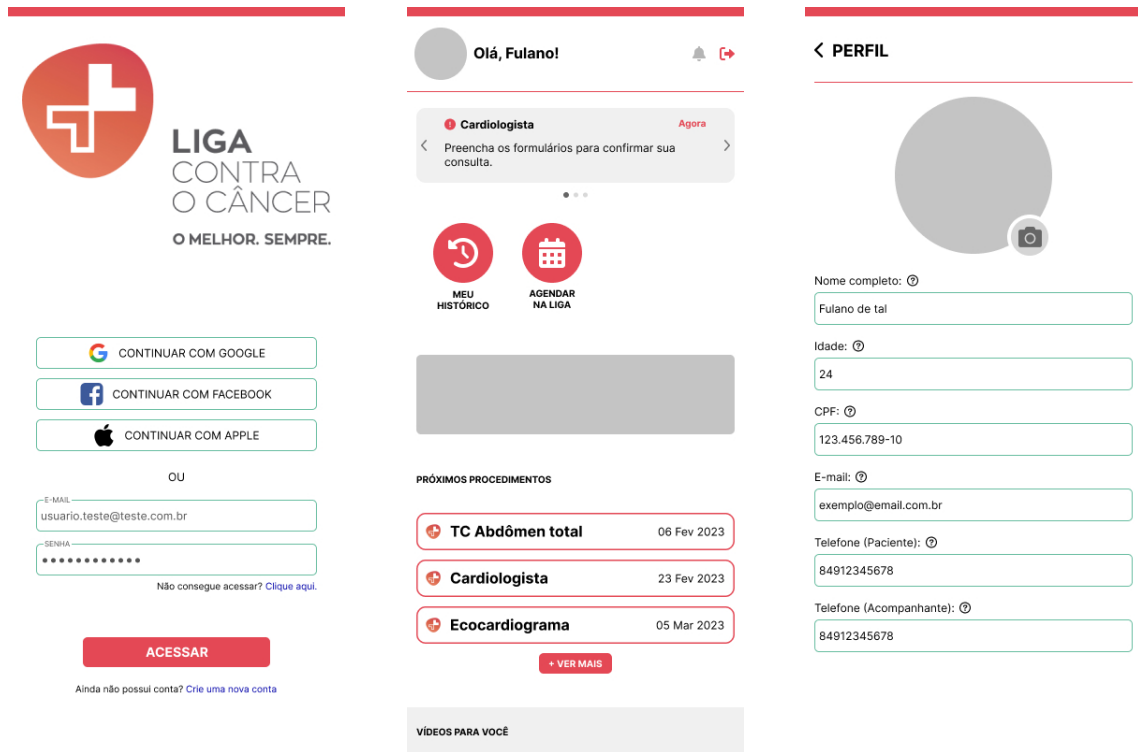 LIGA
CONTRA
O CÂNCER
O MELHOR. SEMPRE.
CONTINUAR COM GOOGLE
CONTINUAR COM FACEBOOK
CONTINUAR COM APPLE
OU
E-MAIL
usuario.teste@teste.com.br
SENHA
Não consegue acessar? Clique aqui.
ACESSAR
Ainda não possui conta? Crie uma nova conta
Olá, Fulano!
Cardiologista
Agora
Preencha os formulários para confirmar sua
consulta.
MEU
HISTÓRICO
AGENDAR
NA LIGA
PRÓXIMOS PROCEDIMENTOS
TC Abdômen total
06 Fev 2023
Cardiologista
23 Fev 2023
Ecocardiograma
05 Mar 2023
+ VER MAIS
VÍDEOS PARA VOCÊ
PERFIL
Nome completo:
Fulano de tal
Idade:
24
CPF:
123.456.789-10
E-mail:
exemplo@email.com.br
Telefone (Paciente):
84912345678
Telefone (Acompanhante):
84912345678